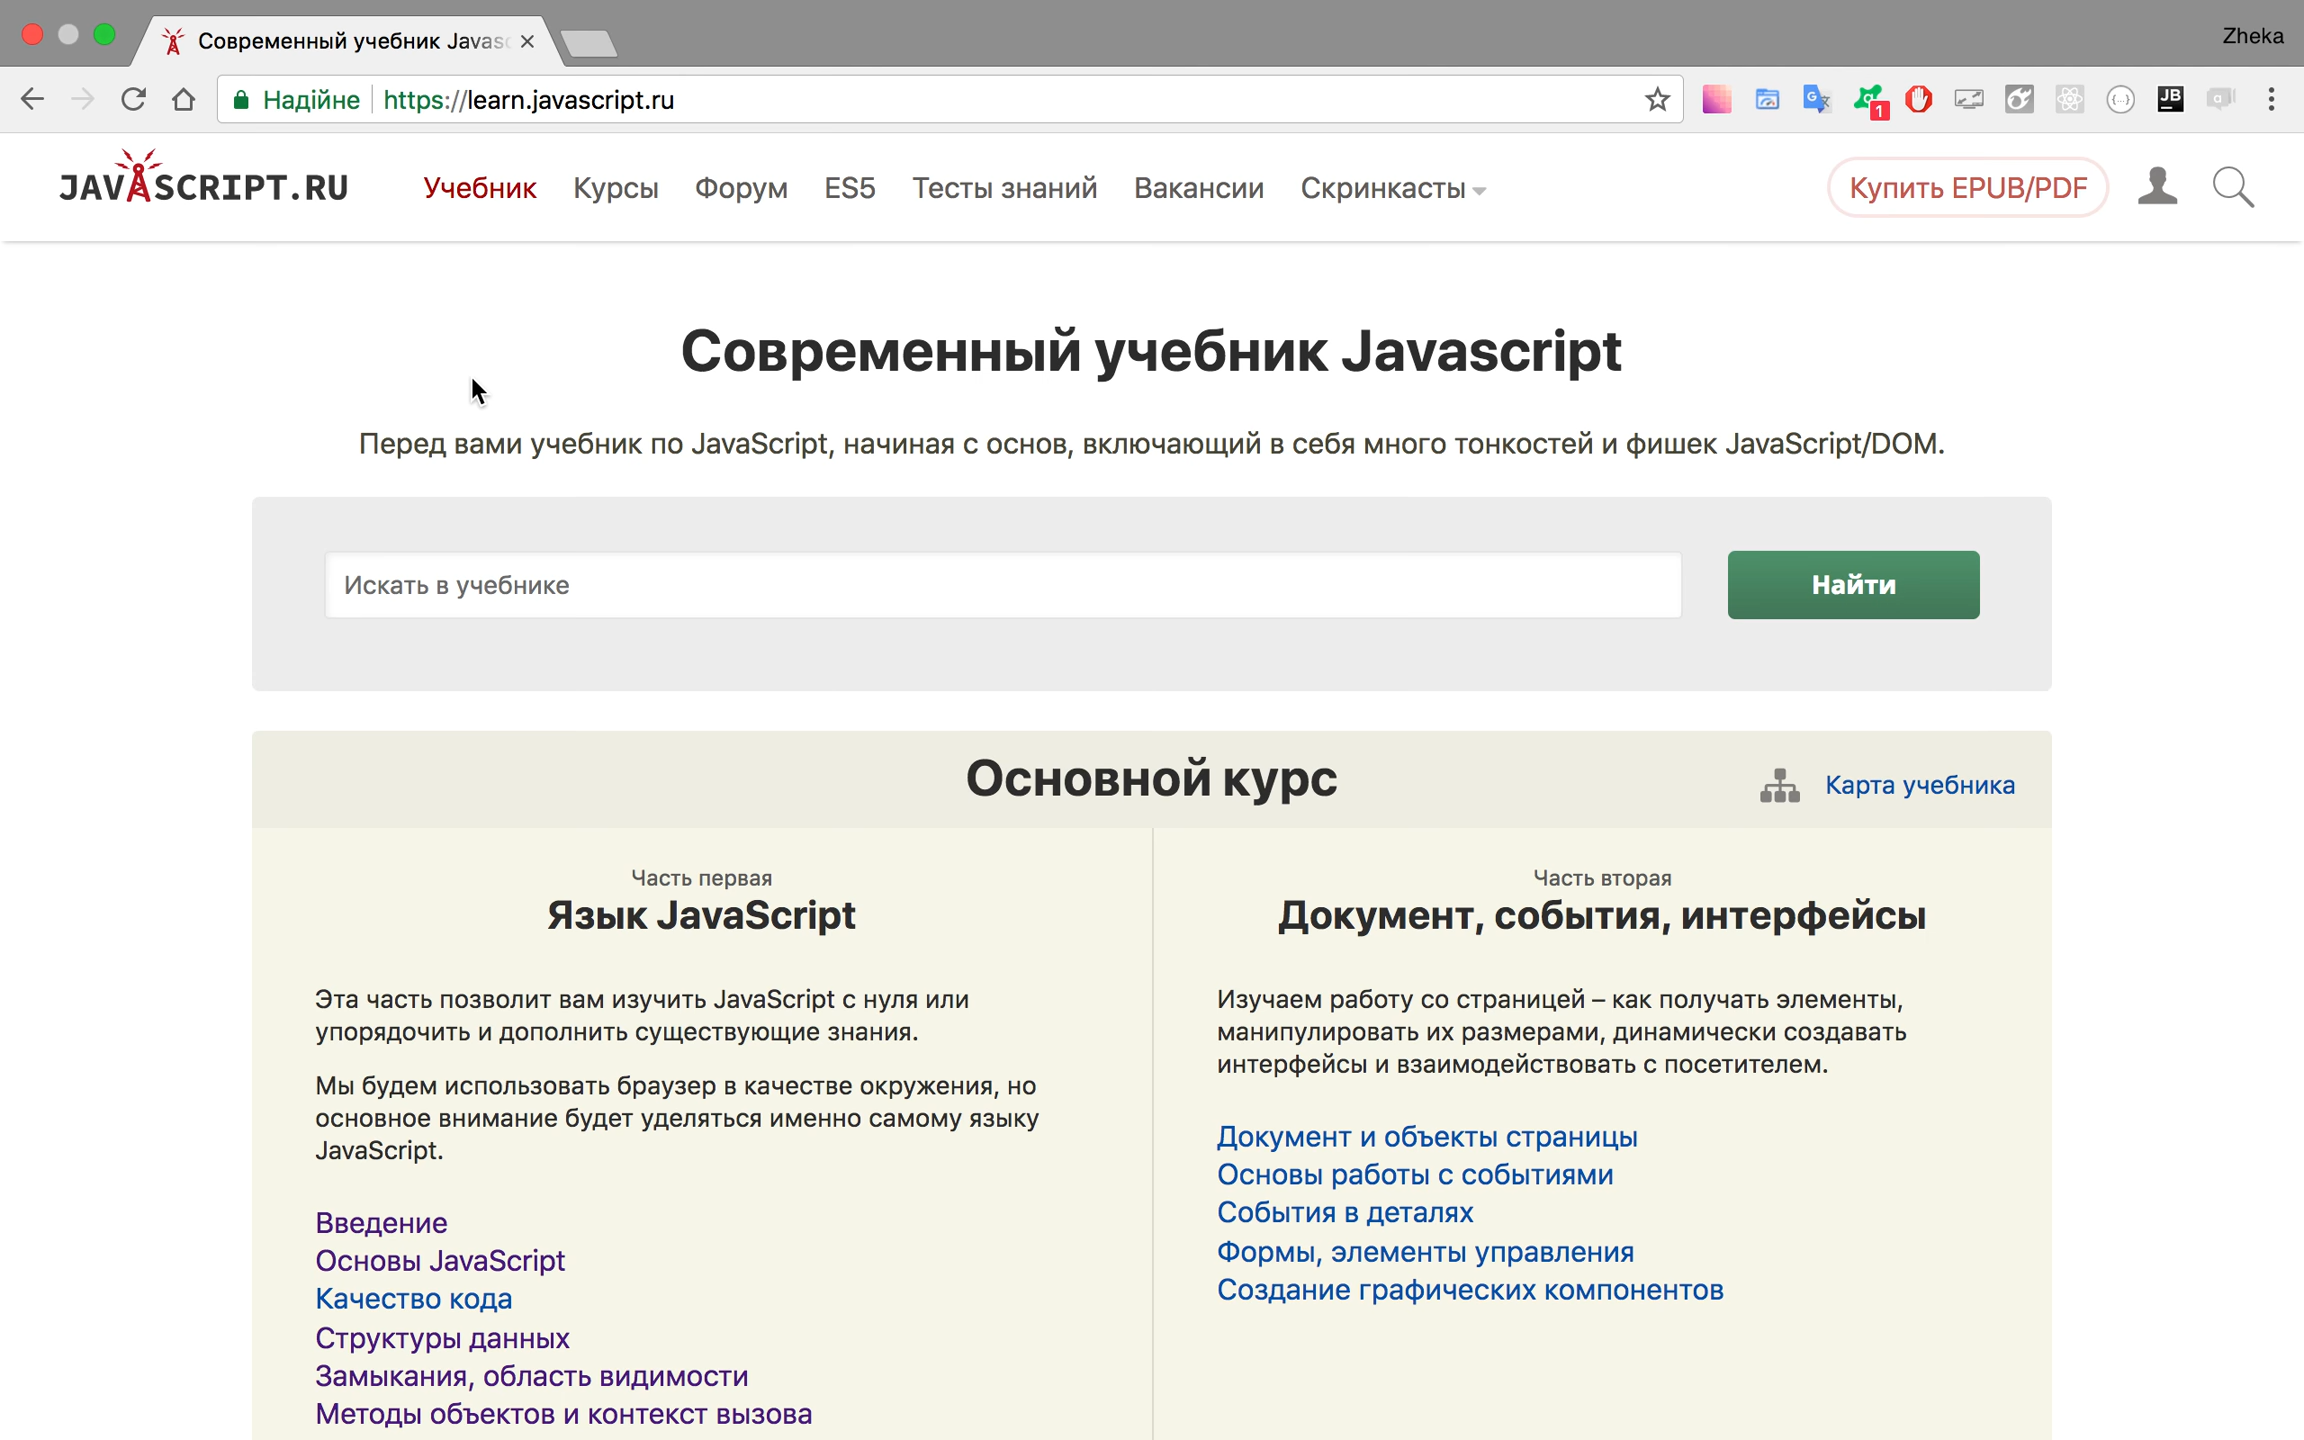 Современный учебник Javasc
Zheka
Надійне https://learn.javascript.ru
1
JB
JAVASCRIPT.RU
Учебник Курсы Форум ES5 Тесты знаний Вакансии Скринкасты
Купить EPUB/PDF
Современный учебник Javascript
Перед вами учебник по JavaScript, начиная с основ, включающий в себя много тонкостей и фишек JavaScript/DOM.
Искать в учебнике
Найти
Основной курс
Карта учебника
Часть первая
Язык JavaScript
Эта часть позволит вам изучить JavaScript с нуля или
упорядочить и дополнить существующие знания.
Мы будем использовать браузер в качестве окружения, но
основное внимание будет уделяться именно самому языку
JavaScript.
Введение
Основы JavaScript
Качество кода
Структуры данных
Замыкания, область видимости
Методы объектов и контекст вызова
Часть вторая
Документ, события, интерфейсы
Изучаем работу со страницей – как получать элементы,
манипулировать их размерами, динамически создавать
интерфейсы и взаимодействовать с посетителем.
Документ и объекты страницы
Основы работы с событиями
События в деталях
Формы, элементы управления
Создание графических компонентов